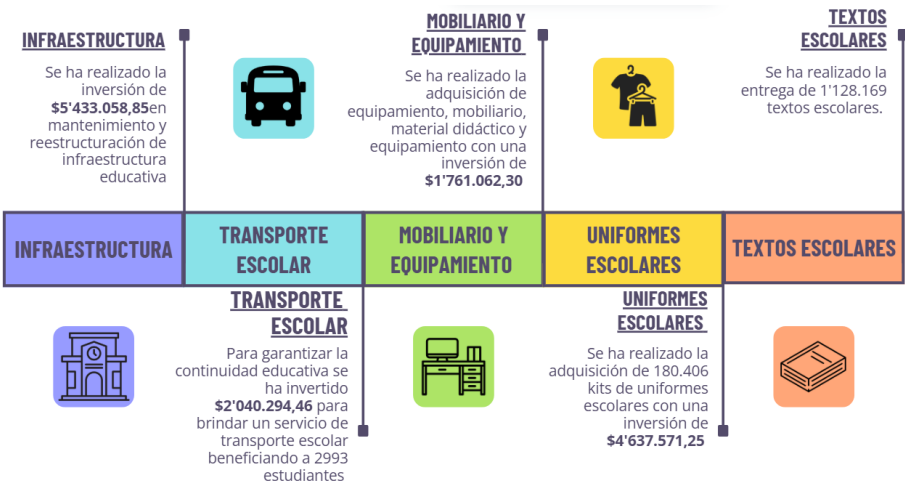 INFRAESTRUCTURA
Se ha realizado la
inversión de
$5'433.058,85en
mantenimiento y
reestructuración de
infraestructura
educativa
MOBILIARIO Y
EQUIPAMIENTO
Se ha realizado la
adquisición de
equipamiento, mobiliario,
material didáctico y
equipamiento con una
inversión de
$1'761.062,30
TEXTOS
ESCOLARES
Se ha realizado la
entrega de 1'128.169
textos escolares.
INFRAESTRUCTURA
TRANSPORTE
ESCOLAR
MOBILIARIO Y
EQUIPAMIENTO
UNIFORMES
ESCOLARES
TEXTOS ESCOLARES
TRANSPORTE
ESCOLAR
Para garantizar la
continuidad educativa se
ha invertido
$2'040.294,46 para
brindar un servicio de
transporte escolar
beneficiando a 2993
estudiantes
UNIFORMES
ESCOLARES
Se ha realizado la
adquisición de 180.406
kits de uniformes
escolares con una
inversión de
$4'637.571,25